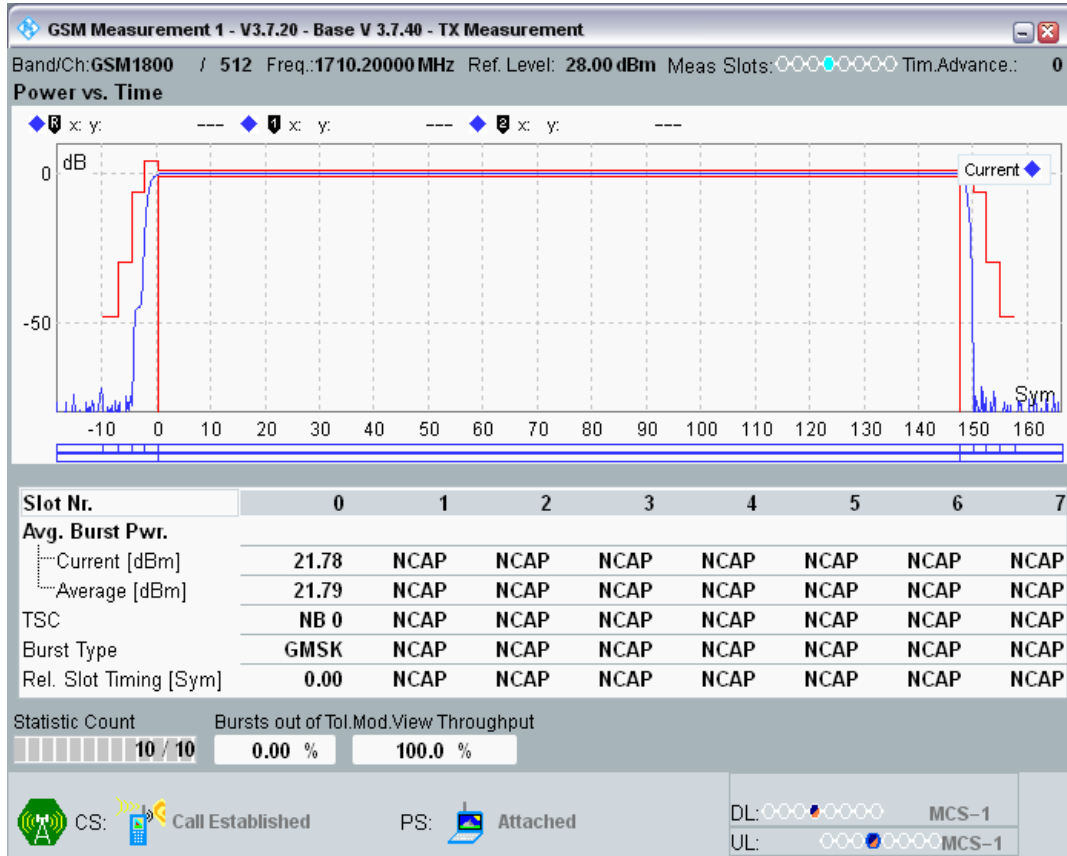 GSM Measurement 1 - V3.7.20 - Base V 3.7.40 - TX Measurement
Band/Ch:GSM1800 / 512 Freq.:1710.20000 MHz Ref. Level: 28.00 dBm Meas Slots: Tim.Advance.: 0
Power vs. Time
R x: y: --- 1 x: y: --- 2 x: y: ---
dB
Current
0
-50
Sym
-10 0 10 20 30 40 50 60 70 80 90 100 110 120 130 140 150 160
Slot Nr. 0 1 2 3 4 5 6 7
Avg. Burst Pwr.
Current [dBm] 21.78 NCAP NCAP NCAP NCAP NCAP NCAP NCAP
Average [dBm] 21.79 NCAP NCAP NCAP NCAP NCAP NCAP NCAP
TSC NB 0 NCAP NCAP NCAP NCAP NCAP NCAP NCAP
Burst Type GMSK NCAP NCAP NCAP NCAP NCAP NCAP NCAP
Rel. Slot Timing [Sym] 0.00 NCAP NCAP NCAP NCAP NCAP NCAP NCAP
Statistic Count Bursts out of Tol. Mod.View Throughput
10 / 10 0.00 % 100.0 %
CS: Call Established PS: Attached
DL: MCS-1
UL: MCS-1